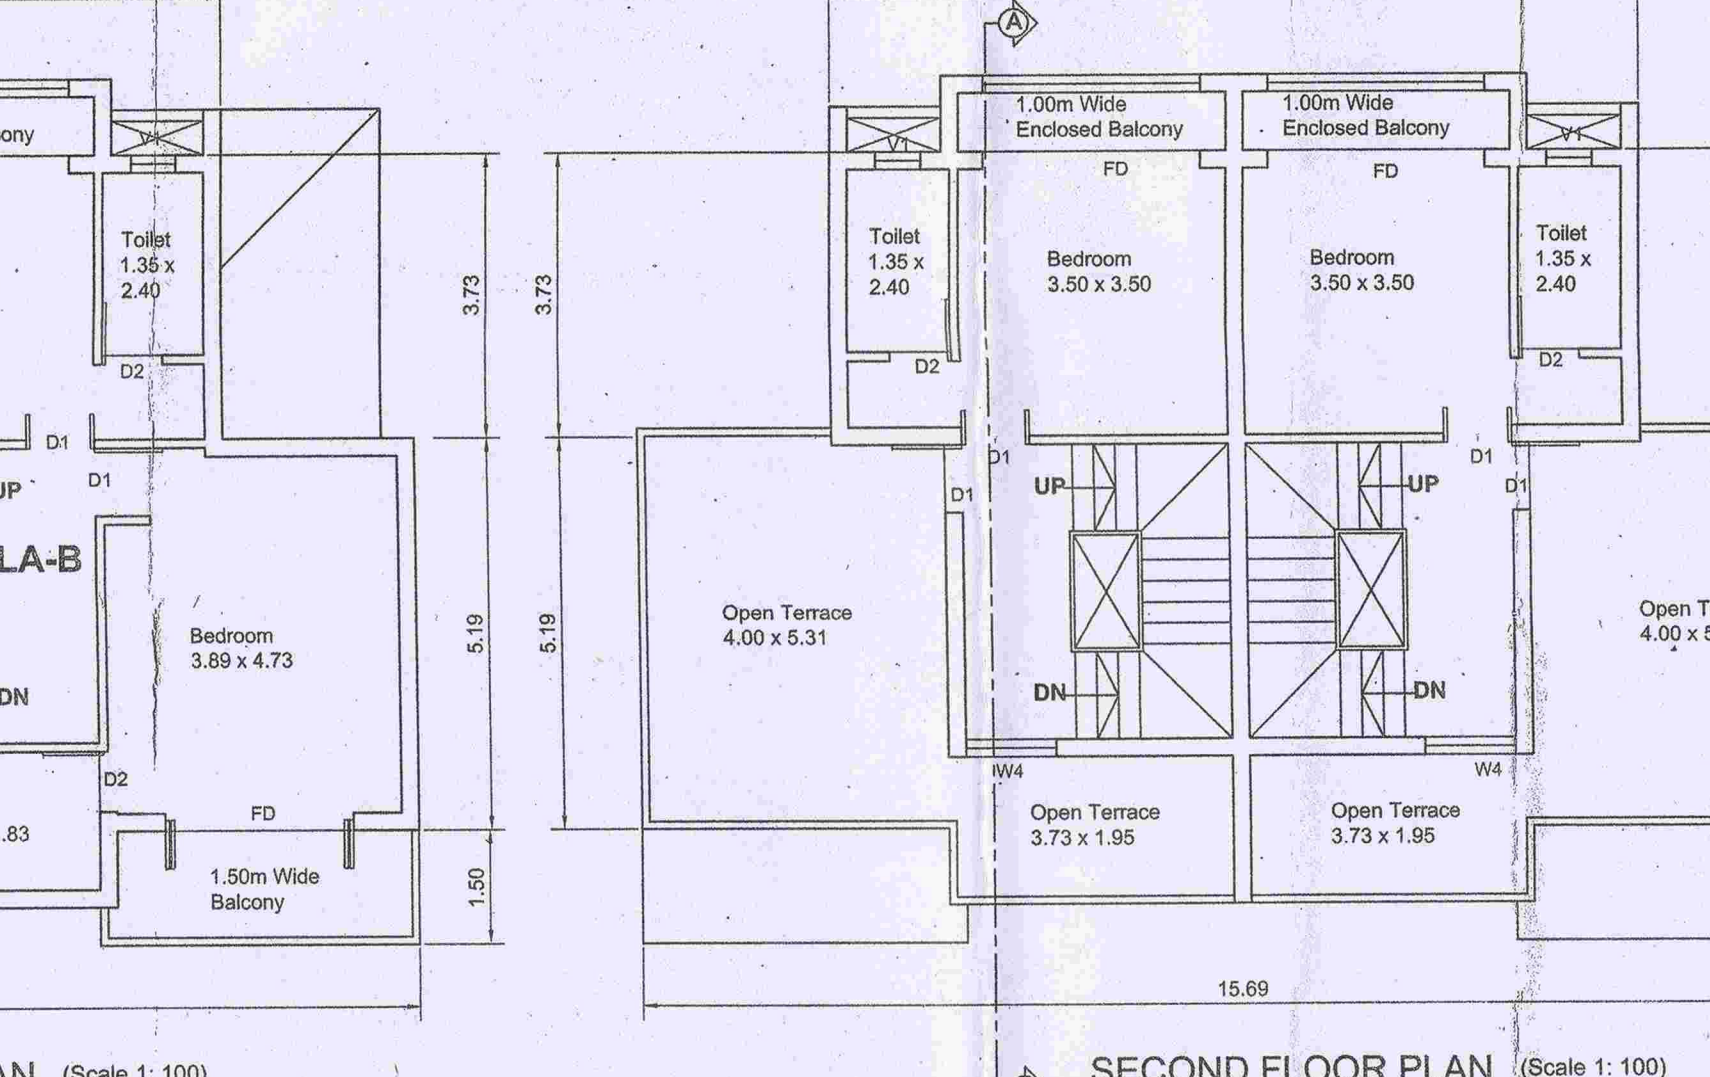 A
ony
V1
Toilet
1.35 x
2.40
D2
D1
D1
UP
LA-B
DN
Bedroom
3.89 x 4.73
D2
.83
FD
1.50m Wide
Balcony
3.73
5.19
1.50
(Scale 1: 100)
3.73
5.19
V1
1.00m Wide
Enclosed Balcony
1.00m Wide
Enclosed Balcony
V1
FD
FD
Toilet
1.35 x
2.40
Bedroom
3.50 x 3.50
Bedroom
3.50 x 3.50
Toilet
1.35 x
2.40
D2
D2
D1
D1
D1
D1
UP
UP
Open Terrace
4.00 x 5.31
Open T
4.00 x 5
DN
DN
W4
W4
Open Terrace
3.73 x 1.95
Open Terrace
3.73 x 1.95
15.69
SECOND FLOOR PLAN (Scale 1: 100)